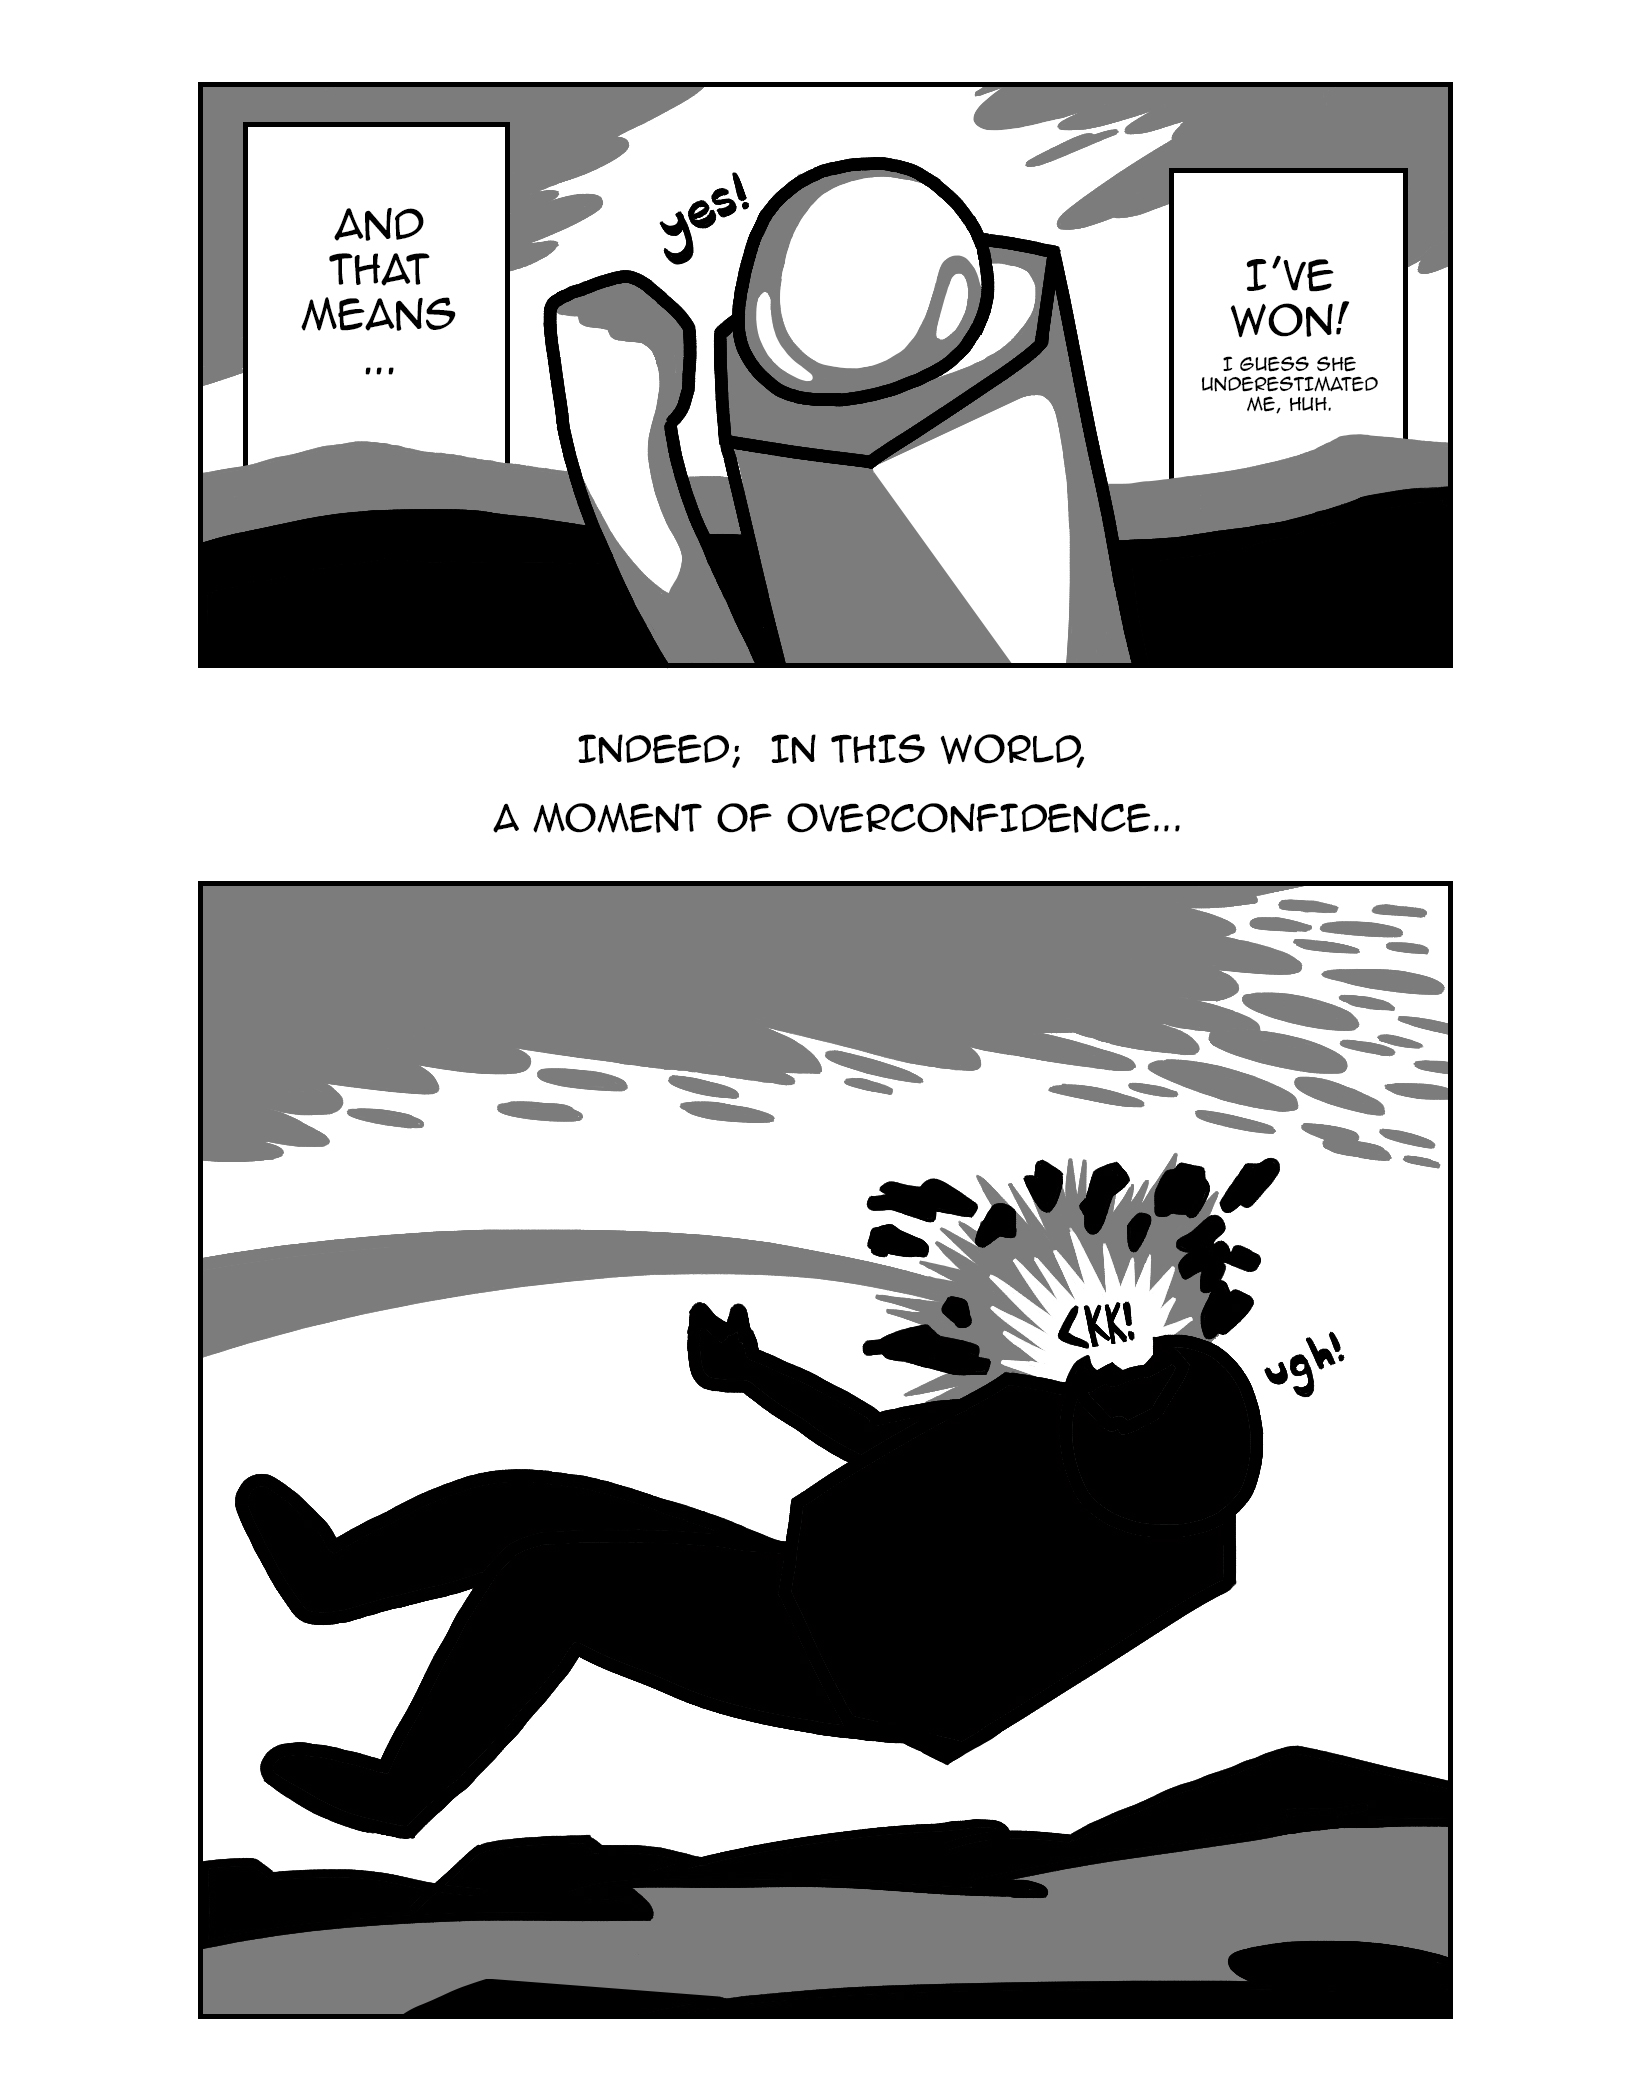 AND
THAT
MEANS
...
yes!
I'VE
WON!
I GUESS SHE
UNDERESTIMATED
ME, HUH.
INDEED; IN THIS WORLD,
A MOMENT OF OVERCONFIDENCE...
<KK!
ugh!